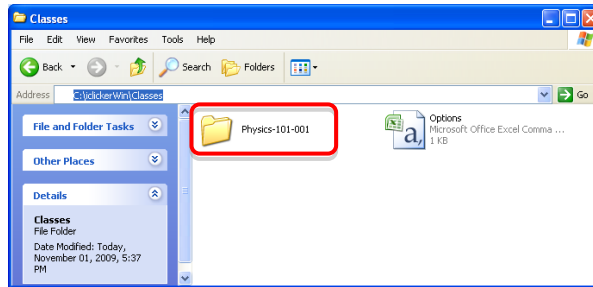 Classes
File Edit View Favorites Tools Help
Back Search Folders
Address C:\iclickerWin\Classes Go
File and Folder Tasks
Other Places
Details
Classes
File Folder
Date Modified: Today,
November 01, 2009, 5:37
PM
Physics-101-001
Options
Microsoft Office Excel Comma ...
1 KB